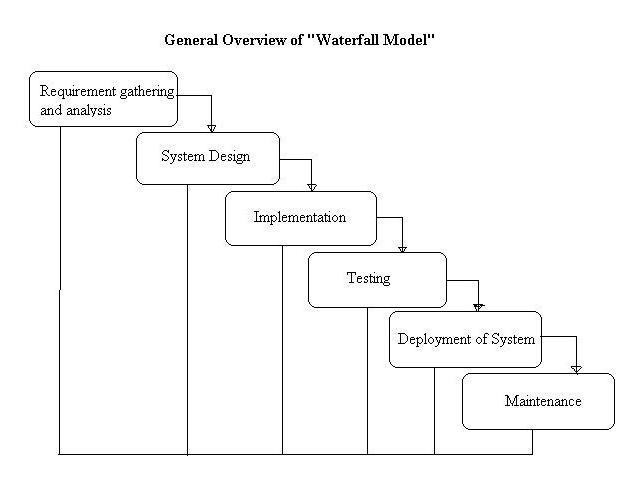 General Overview of "Waterfall Model"
Requirement gathering
and analysis
System Design
Implementation
Testing
Deployment of System
Maintenance